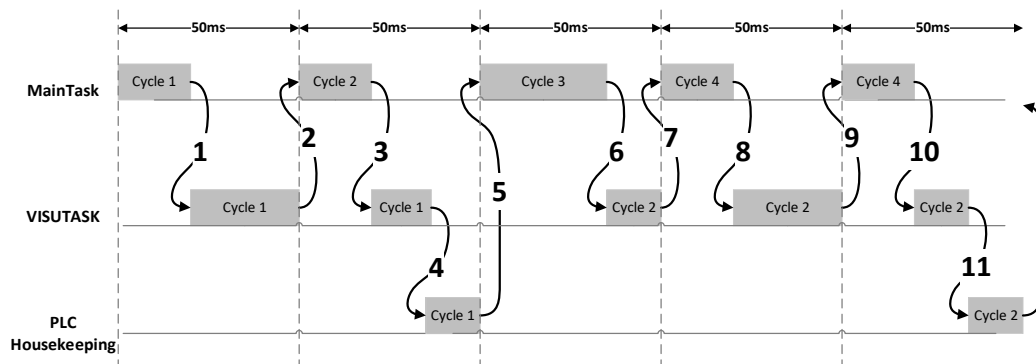 50ms 50ms 50ms 50ms 50ms
MainTask Cycle 1 Cycle 2 Cycle 3 Cycle 4 Cycle 4
1 2 3 5 6 7 8 9 10
VISUTASK Cycle 1 Cycle 1 Cycle 2 Cycle 2 Cycle 2
4 11
PLC Housekeeping Cycle 1 Cycle 2